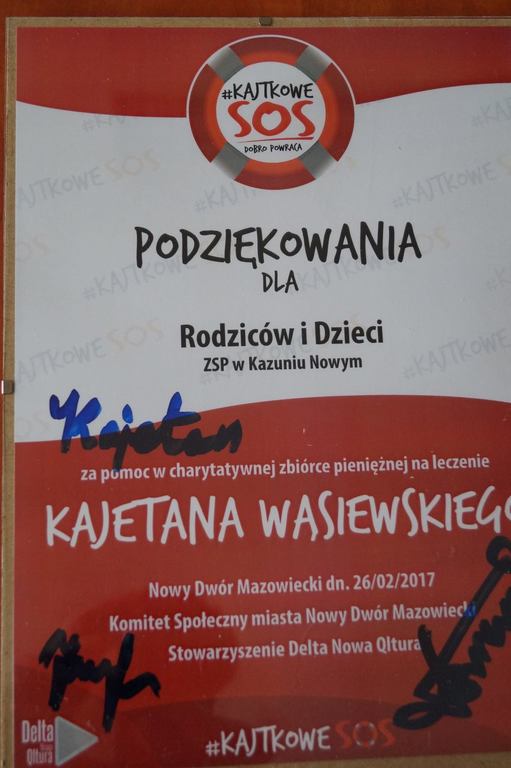 #KAJTKOWE
SOS
DOBRO POWRACA
PODZIĘKOWANIA
DLA
Rodziców i Dzieci
ZSP w Kazuniu Nowym
Kajetan
za pomoc w charytatywnej zbiórce pieniężnej na leczenie
KAJETANA WĄSIEWSKIEGO
Nowy Dwór Mazowiecki dn. 26/02/2017
Komitet Społeczny miasta Nowy Dwór Mazowiecki
Stowarzyszenie Delta Nowa Qltura
Delta
Nowa
Qltura
#KAJTKOWE SOS